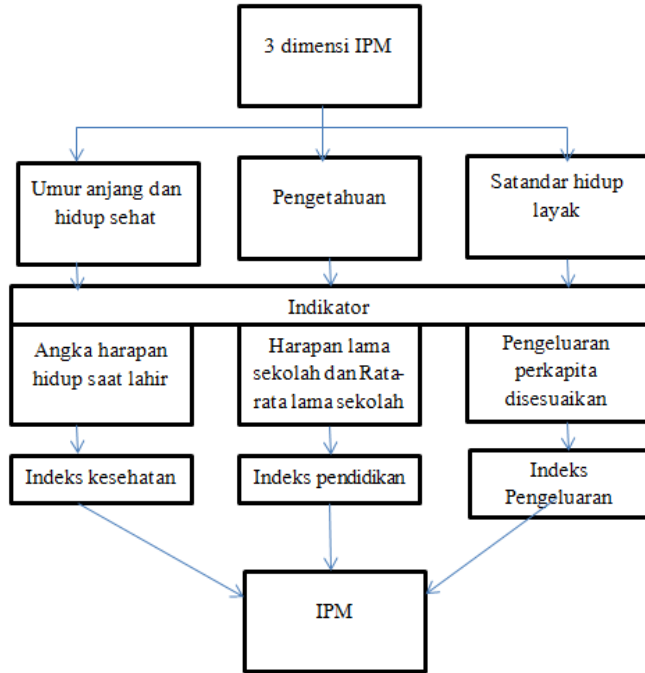 3 dimensi IPM
Umur anjang dan
hidup sehat
Pengetahuan
Satandar hidup
layak
Indikator
Angka harapan
hidup saat lahir
Harapan lama
sekolah dan Rata-
rata lama sekolah
Pengeluaran
perkapita
disesuaikan
Indeks kesehatan
Indeks pendidikan
Indeks
Pengeluaran
IPM